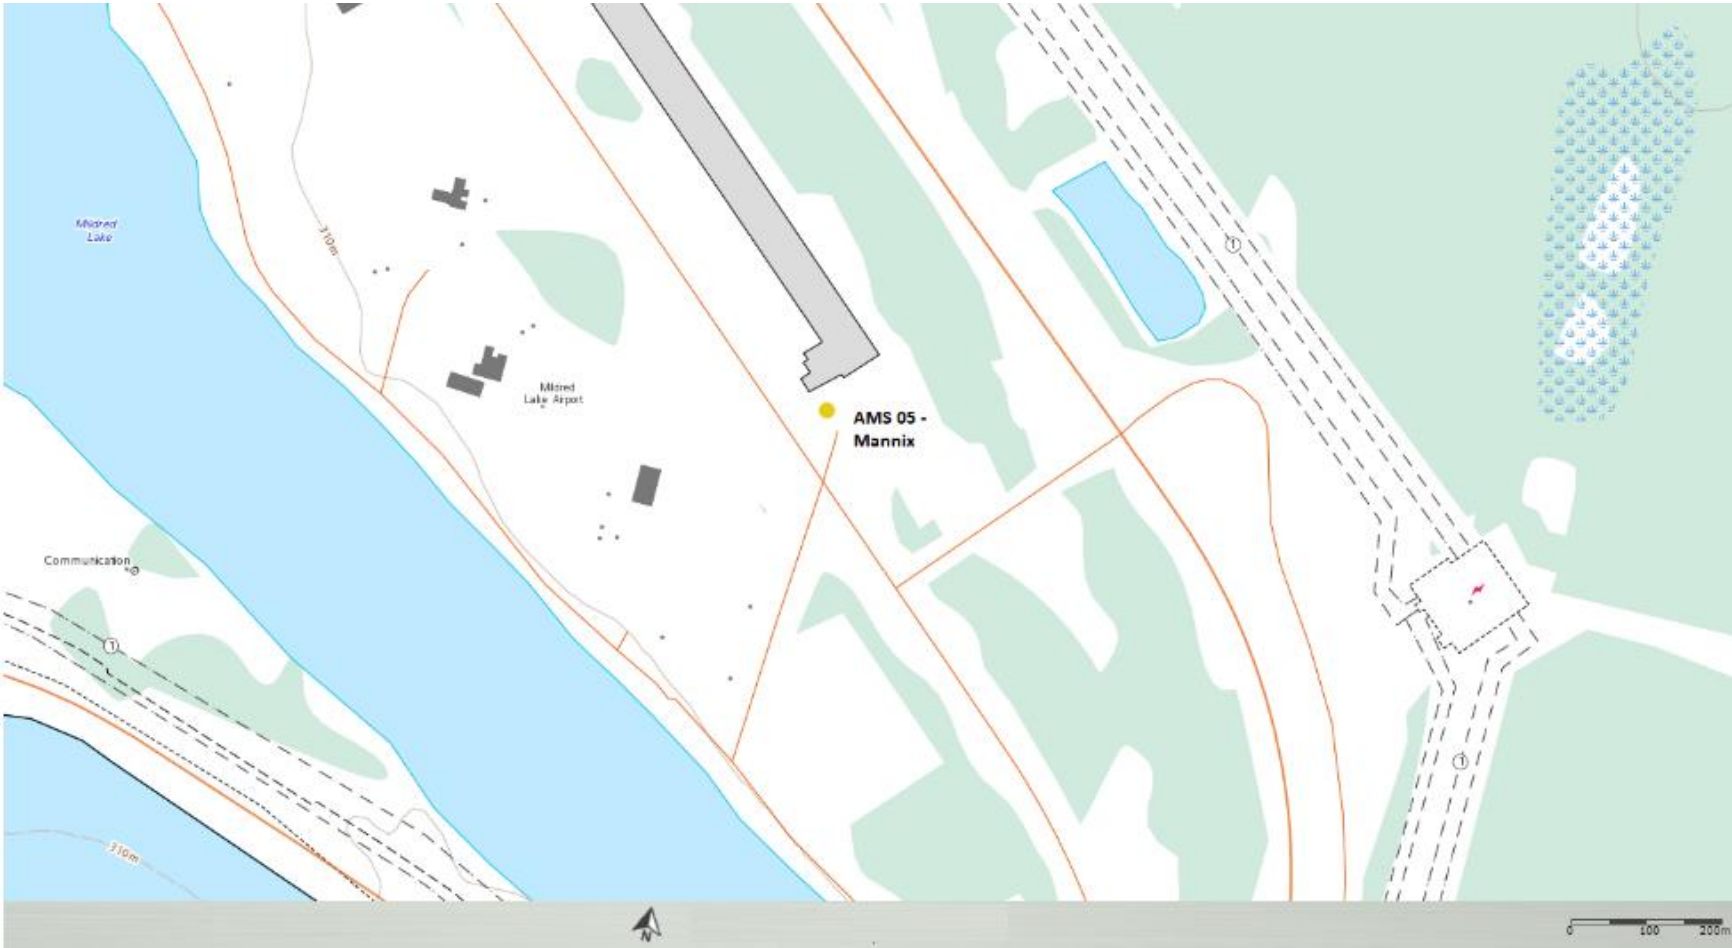 Mildred
Lake
310m
1
Mildred
Lake Airport
AMS 05 -
Mannix
Communication
1
1
310m
N
0
100
200m